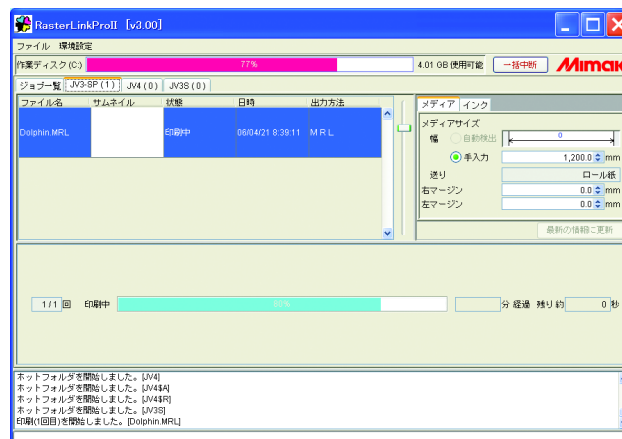 RasterLinkProII [v3.00]
ファイル 環境設定
作業ディスク(C:) 77% 4.01 GB 使用可能 一括中断 Mimaki
ジョブ一覧 JV3-SP(1) JV4(0) JV3S(0)
ファイル名 サムネイル 状態 日時 出力方法
Dolphin.MRL 印刷中 06/04/21 8:39:11 MRL
メディア インク
メディアサイズ
幅 自動検出 0
手入力 1,200.0 mm
送り ロール紙
右マージン 0.0 mm
左マージン 0.0 mm
最新の情報に更新
1/1 回 印刷中 80% 分 経過 残り 約 0 秒
ホットフォルダを開始しました。[JV4]
ホットフォルダを開始しました。[JV4$A]
ホットフォルダを開始しました。[JV4$R]
ホットフォルダを開始しました。[JV3S]
印刷(1回目)を開始しました。[Dolphin.MRL]